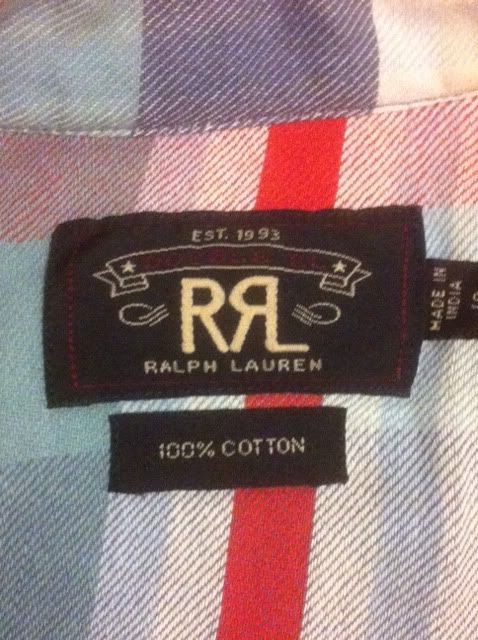 EST. 1993
RRL
RALPH LAUREN
MADE IN
INDIA
100% COTTON